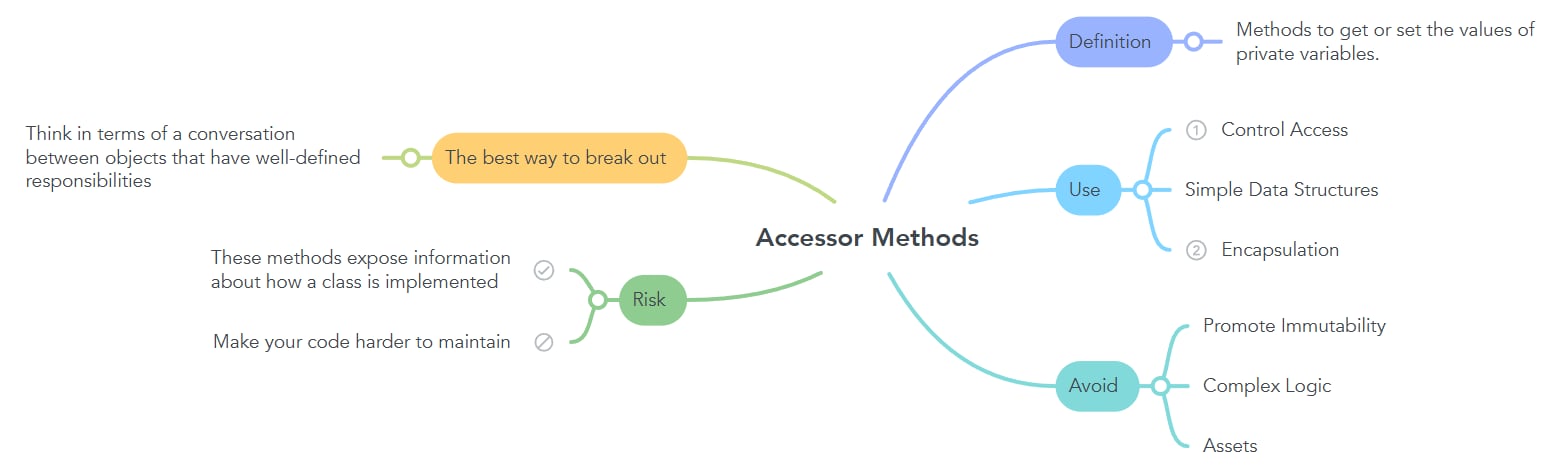 Accessor Methods
Definition
Methods to get or set the values of
private variables.
Use
1 Control Access
Simple Data Structures
2 Encapsulation
Avoid
Promote Immutability
Complex Logic
Assets
The best way to break out
Think in terms of a conversation
between objects that have well-defined
responsibilities
Risk
These methods expose information
about how a class is implemented
Make your code harder to maintain